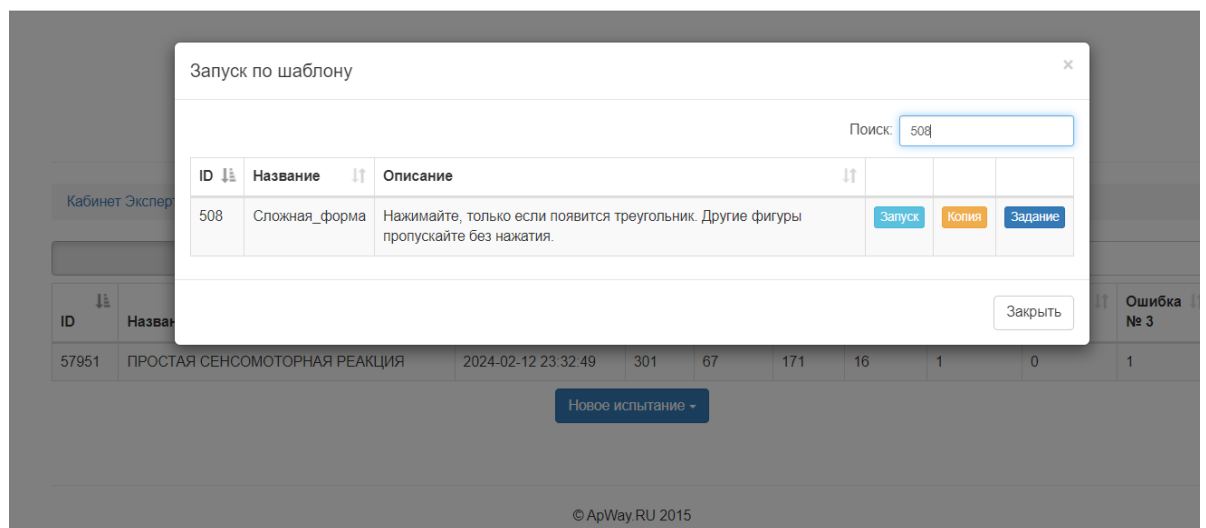 Запуск по шаблону ×
Поиск: 508
ID Название Описание
508 Сложная_форма Нажимайте, только если появится треугольник. Другие фигуры пропускайте без нажатия. Запуск Копия Задание
Закрыть
Кабинет Эксперт
ID Назван Ошибка № 3
57951 ПРОСТАЯ СЕНСОМОТОРНАЯ РЕАКЦИЯ 2024-02-12 23:32:49 301 67 171 16 1 0 1
Новое испытание
© ApWay.RU 2015